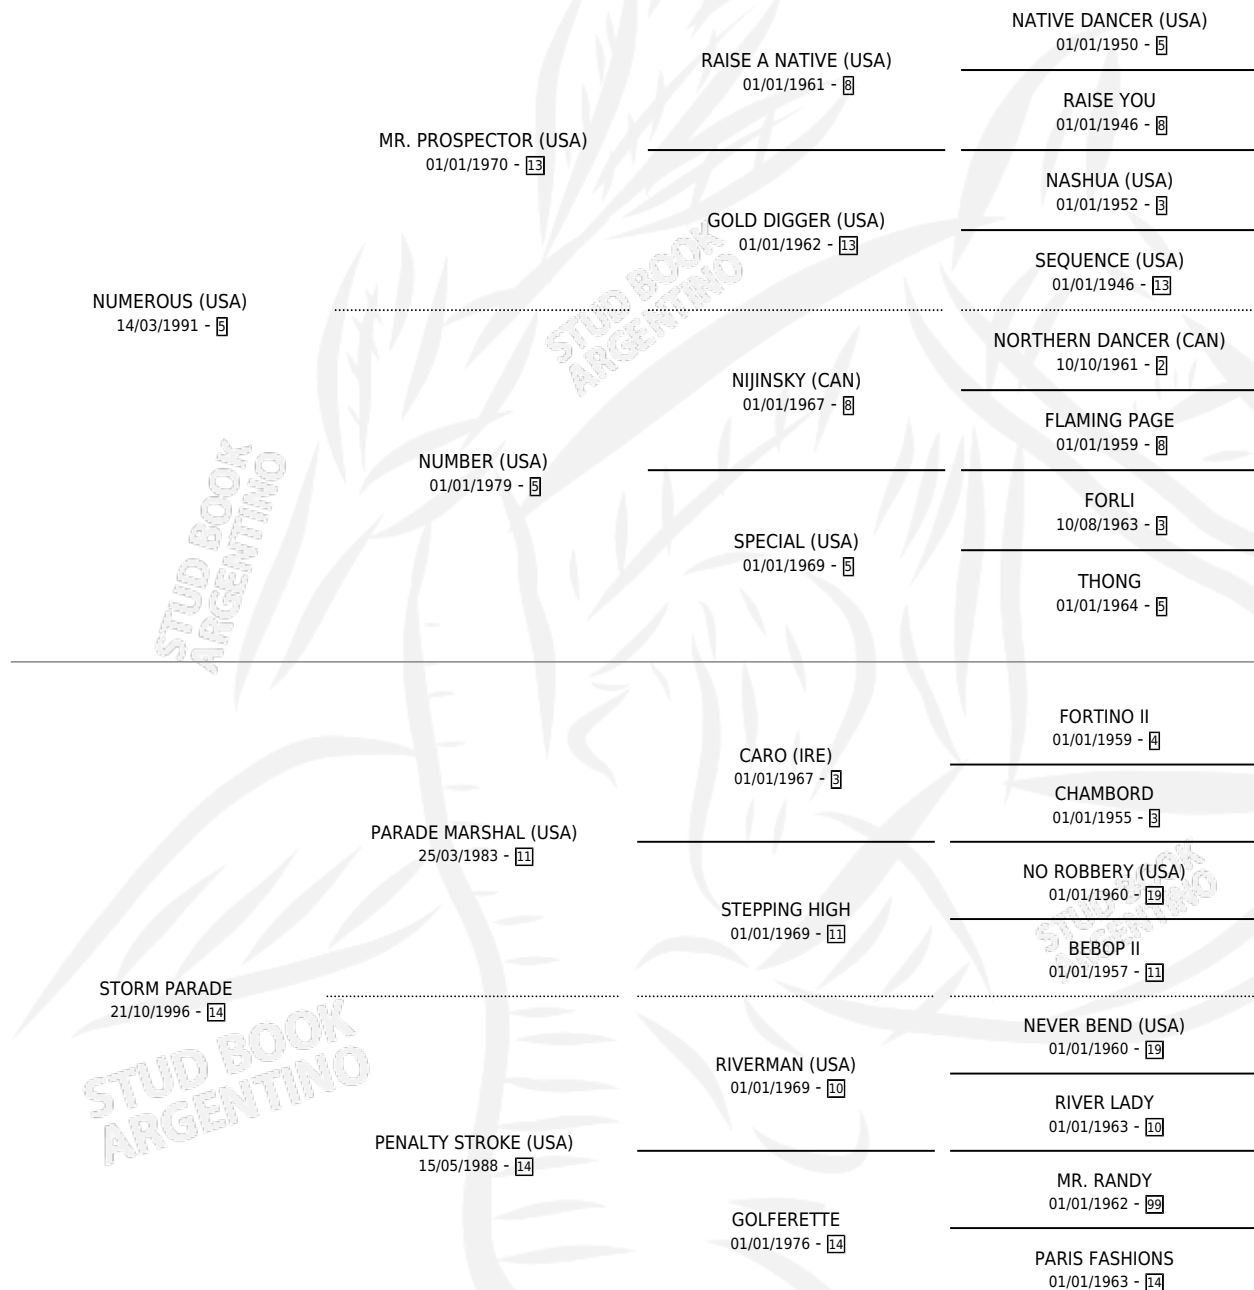 NATIVE DANCER (USA)
01/01/1950 - 5
RAISE A NATIVE (USA)
01/01/1961 - 8
RAISE YOU
01/01/1946 - 8
MR. PROSPECTOR (USA)
01/01/1970 - 13
NASHUA (USA)
01/01/1952 - 3
GOLD DIGGER (USA)
01/01/1962 - 13
SEQUENCE (USA)
01/01/1946 - 13
NUMEROUS (USA)
14/03/1991 - 5
STUD BOOK
ARGENTINO
NORTHERN DANCER (CAN)
10/10/1961 - 2
NIJINSKY (CAN)
01/01/1967 - 8
FLAMING PAGE
01/01/1959 - 8
NUMBER (USA)
01/01/1979 - 5
FORLI
10/08/1963 - 3
SPECIAL (USA)
01/01/1969 - 5
THONG
01/01/1964 - 5
STUD BOOK
ARGENTINO
FORTINO II
01/01/1959 - 4
CARO (IRE)
01/01/1967 - 3
CHAMBORD
01/01/1955 - 3
PARADE MARSHAL (USA)
25/03/1983 - 11
NO ROBBERY (USA)
01/01/1960 - 19
STEPPING HIGH
01/01/1969 - 11
BEBOP II
01/01/1957 - 11
STUD BOOK
ARGENTINO
STORM PARADE
21/10/1996 - 14
NEVER BEND (USA)
01/01/1960 - 19
RIVERMAN (USA)
01/01/1969 - 10
RIVER LADY
01/01/1963 - 10
STUD BOOK
ARGENTINO
PENALTY STROKE (USA)
15/05/1988 - 14
MR. RANDY
01/01/1962 - 99
GOLFERETTE
01/01/1976 - 14
PARIS FASHIONS
01/01/1963 - 14